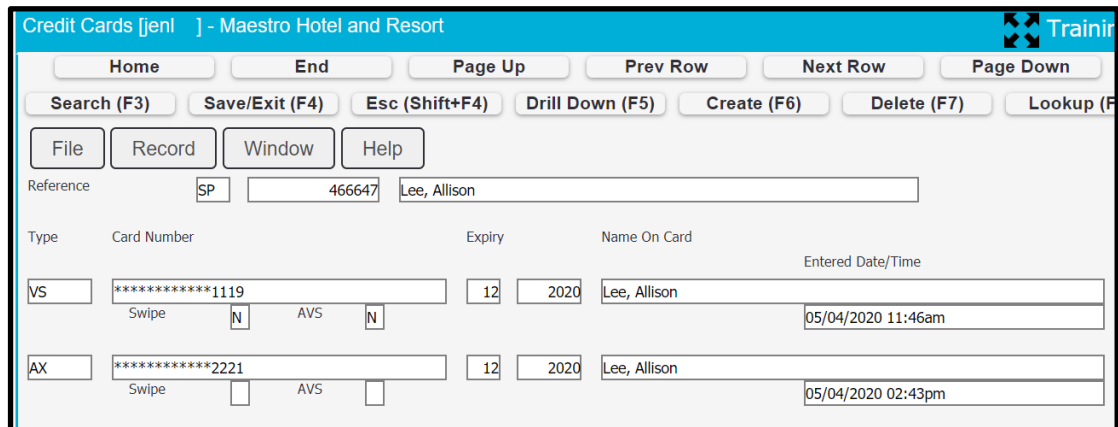 Credit Cards [jenl ] - Maestro Hotel and Resort Trainin
Home End Page Up Prev Row Next Row Page Down
Search (F3) Save/Exit (F4) Esc (Shift+F4) Drill Down (F5) Create (F6) Delete (F7) Lookup (F
File Record Window Help
Reference SP 466647 Lee, Allison
Type Card Number Expiry Name On Card
Entered Date/Time
VS ************1119 12 2020 Lee, Allison
Swipe N AVS N 05/04/2020 11:46am
AX ************2221 12 2020 Lee, Allison
Swipe AVS 05/04/2020 02:43pm